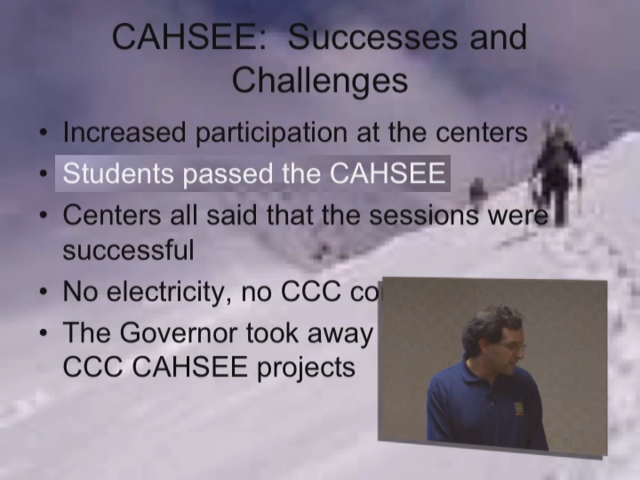 CAHSEE: Successes and
Challenges
• Increased participation at the centers
• Students passed the CAHSEE
• Centers all said that the sessions were
successful
• No electricity, no CCC
• The Governor took away
CCC CAHSEE projects